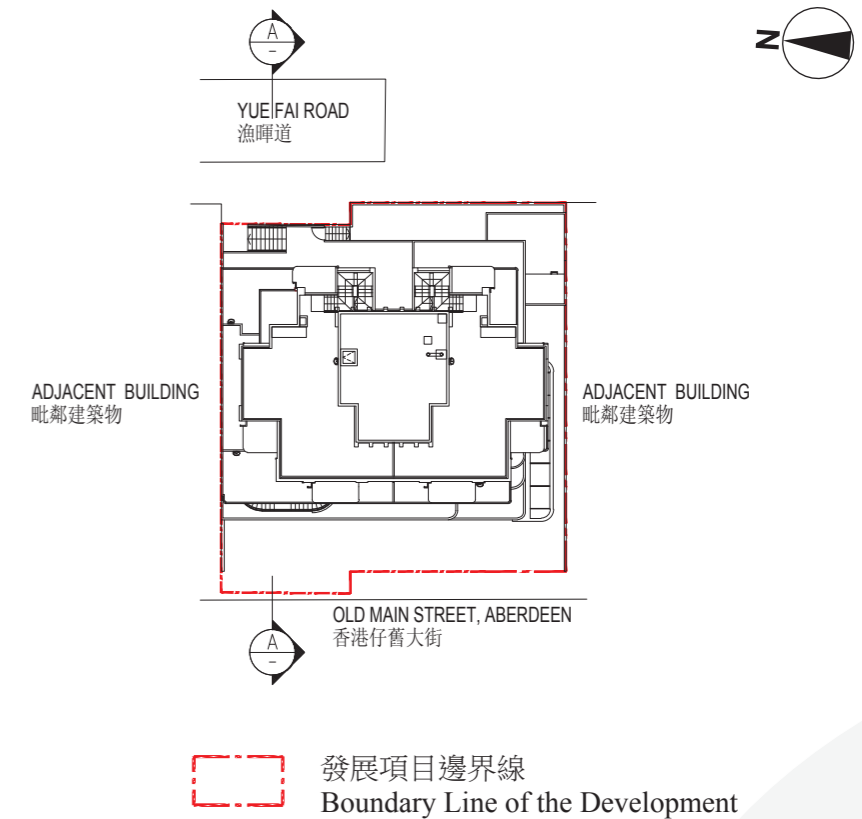 A
–
N
YUE FAI ROAD
漁暉道
ADJACENT BUILDING
毗鄰建築物
ADJACENT BUILDING
毗鄰建築物
OLD MAIN STREET, ABERDEEN
香港仔舊大街
A
–
發展項目邊界線
Boundary Line of the Development